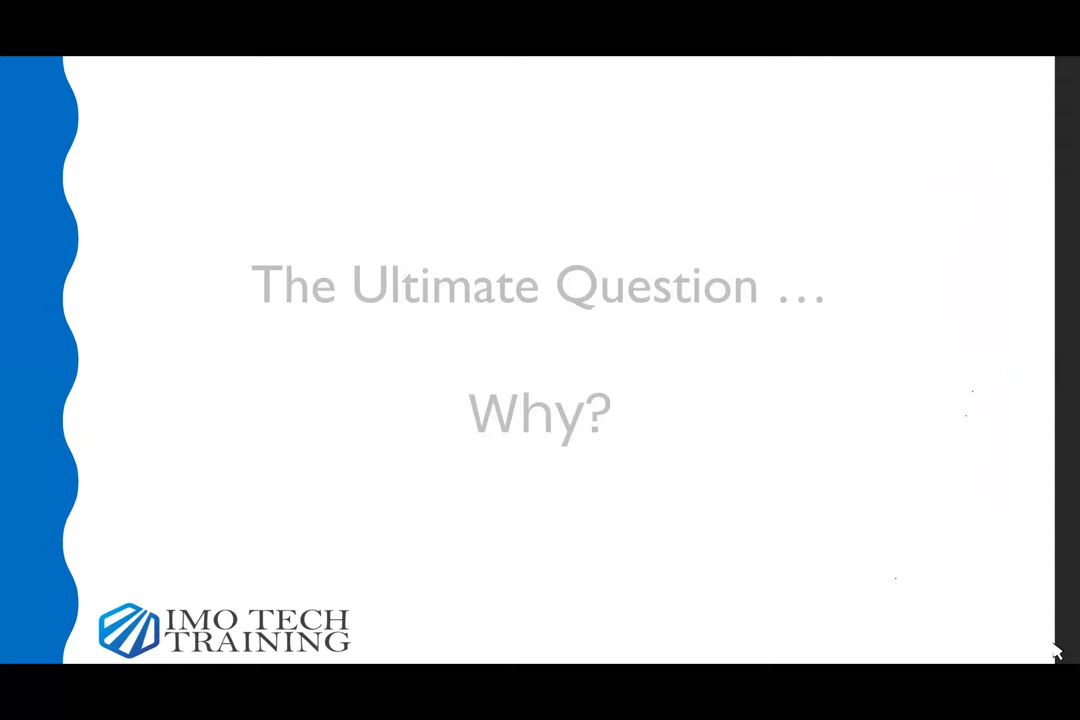 The Ultimate Question …
Why?
IMO TECH
TRAINING